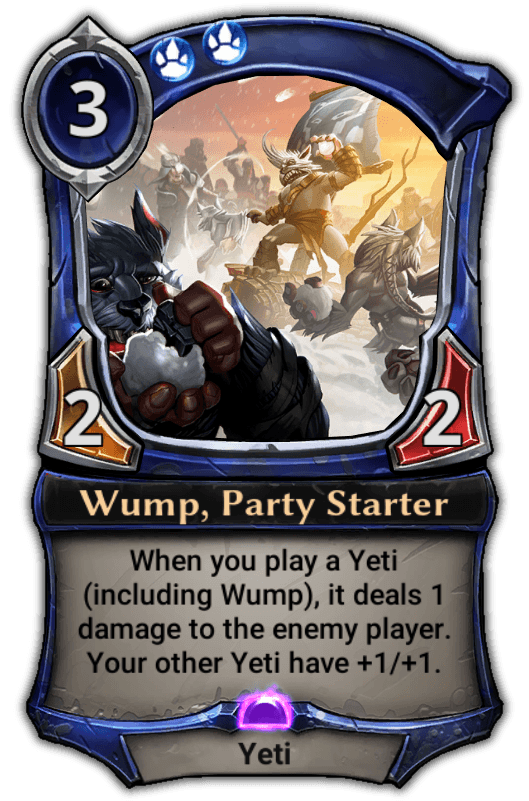 3
2
2
Wump, Party Starter
When you play a Yeti
(including Wump), it deals 1
damage to the enemy player.
Your other Yeti have +1/+1.
Yeti